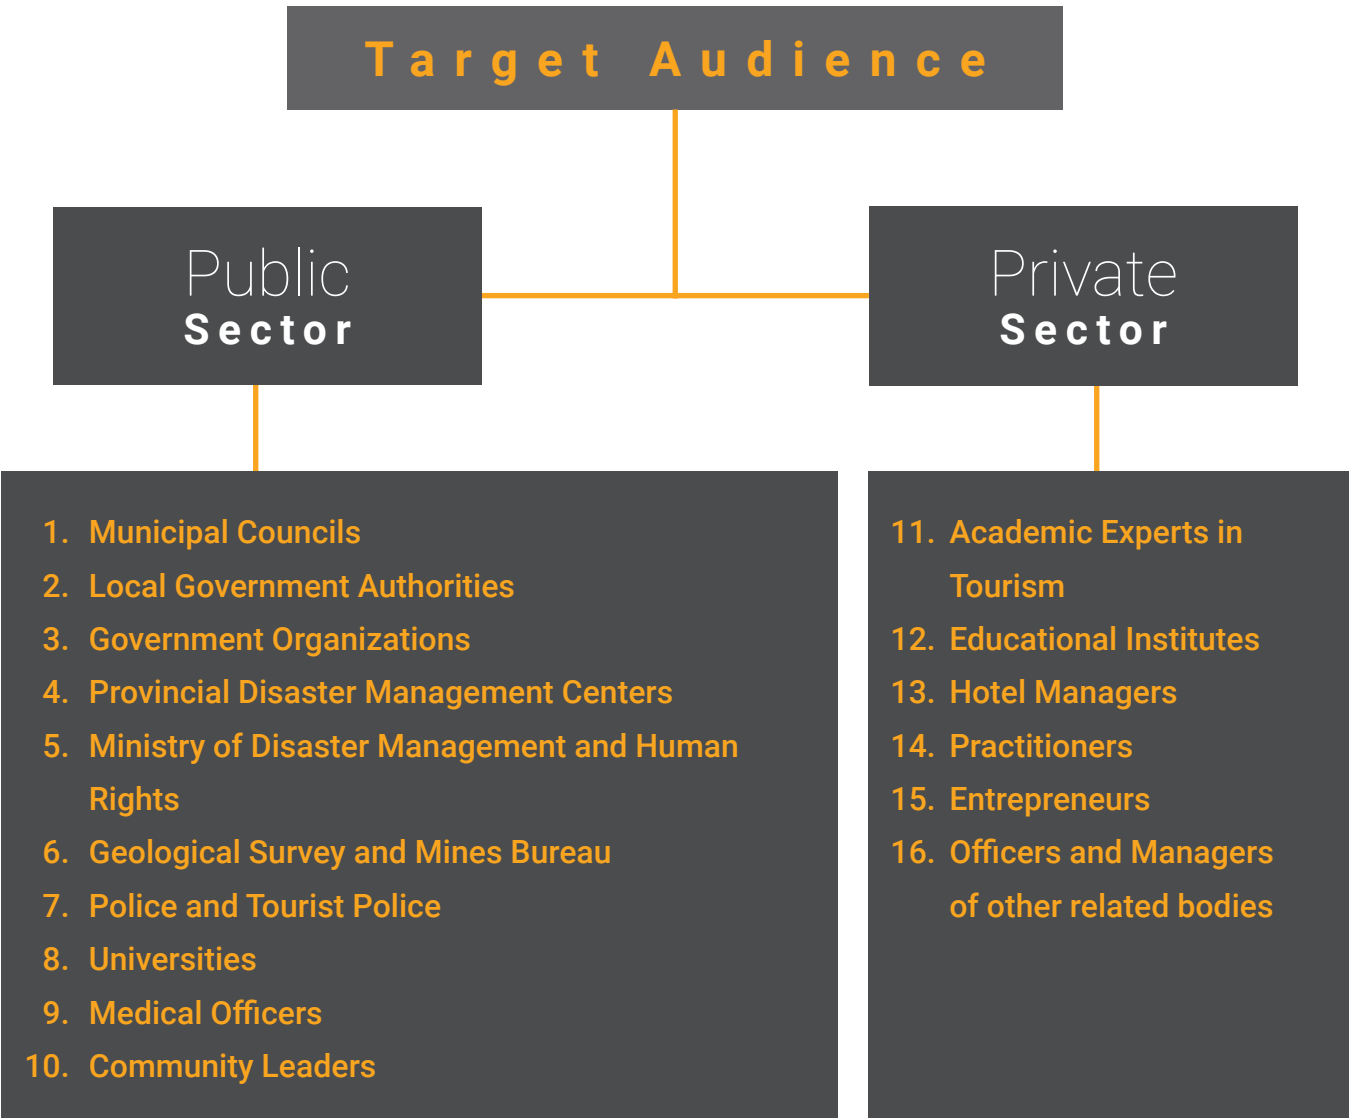 Target Audience
Public
Sector
Private
Sector
1. Municipal Councils
2. Local Government Authorities
3. Government Organizations
4. Provincial Disaster Management Centers
5. Ministry of Disaster Management and Human
Rights
6. Geological Survey and Mines Bureau
7. Police and Tourist Police
8. Universities
9. Medical Officers
10. Community Leaders
11. Academic Experts in
Tourism
12. Educational Institutes
13. Hotel Managers
14. Practitioners
15. Entrepreneurs
16. Officers and Managers
of other related bodies